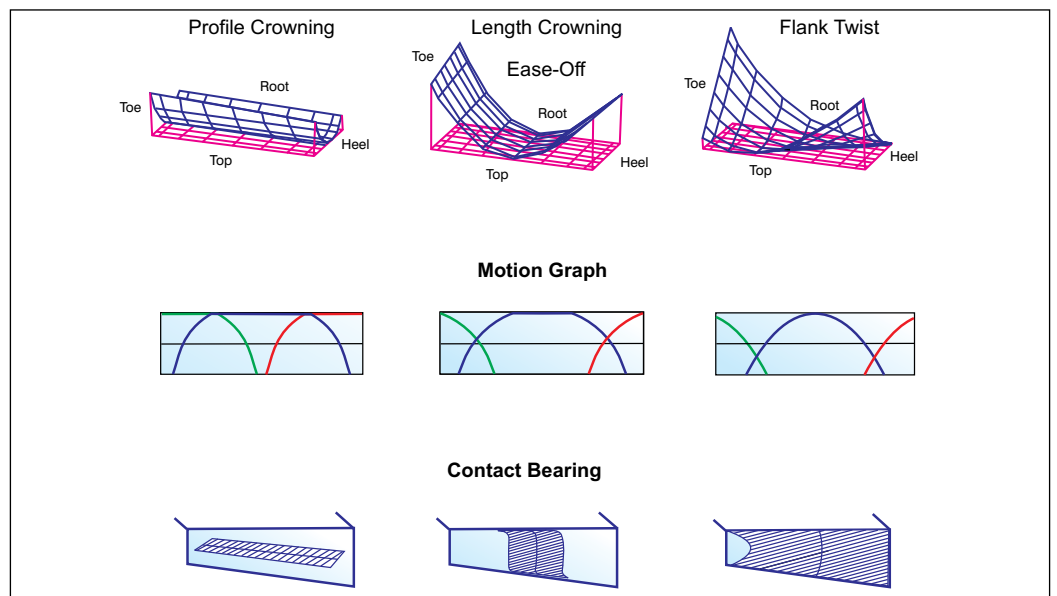 Profile Crowning
Length Crowning
Flank Twist
Ease-Off
Toe
Root
Toe
Heel
Top
Toe
Root
Heel
Top
Toe
Root
Heel
Top
Motion Graph
Contact Bearing